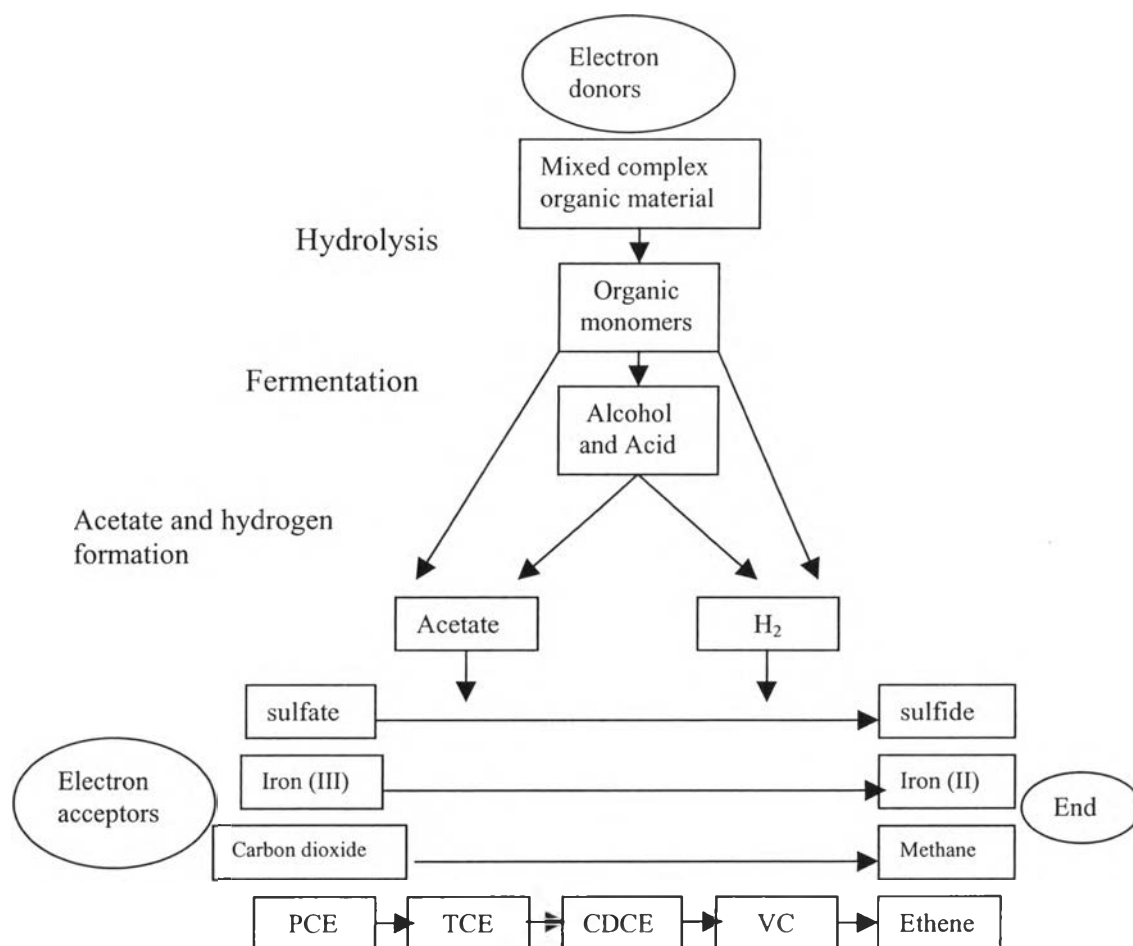 Electron
donors
Mixed complex
organic material
Hydrolysis
Organic
monomers
Fermentation
Alcohol
and Acid
Acetate and hydrogen
formation
Acetate
H₂
sulfate
sulfide
Electron
acceptors
Iron (III)
Iron (II)
End
Carbon dioxide
Methane
PCE
TCE
CDCE
VC
Ethene